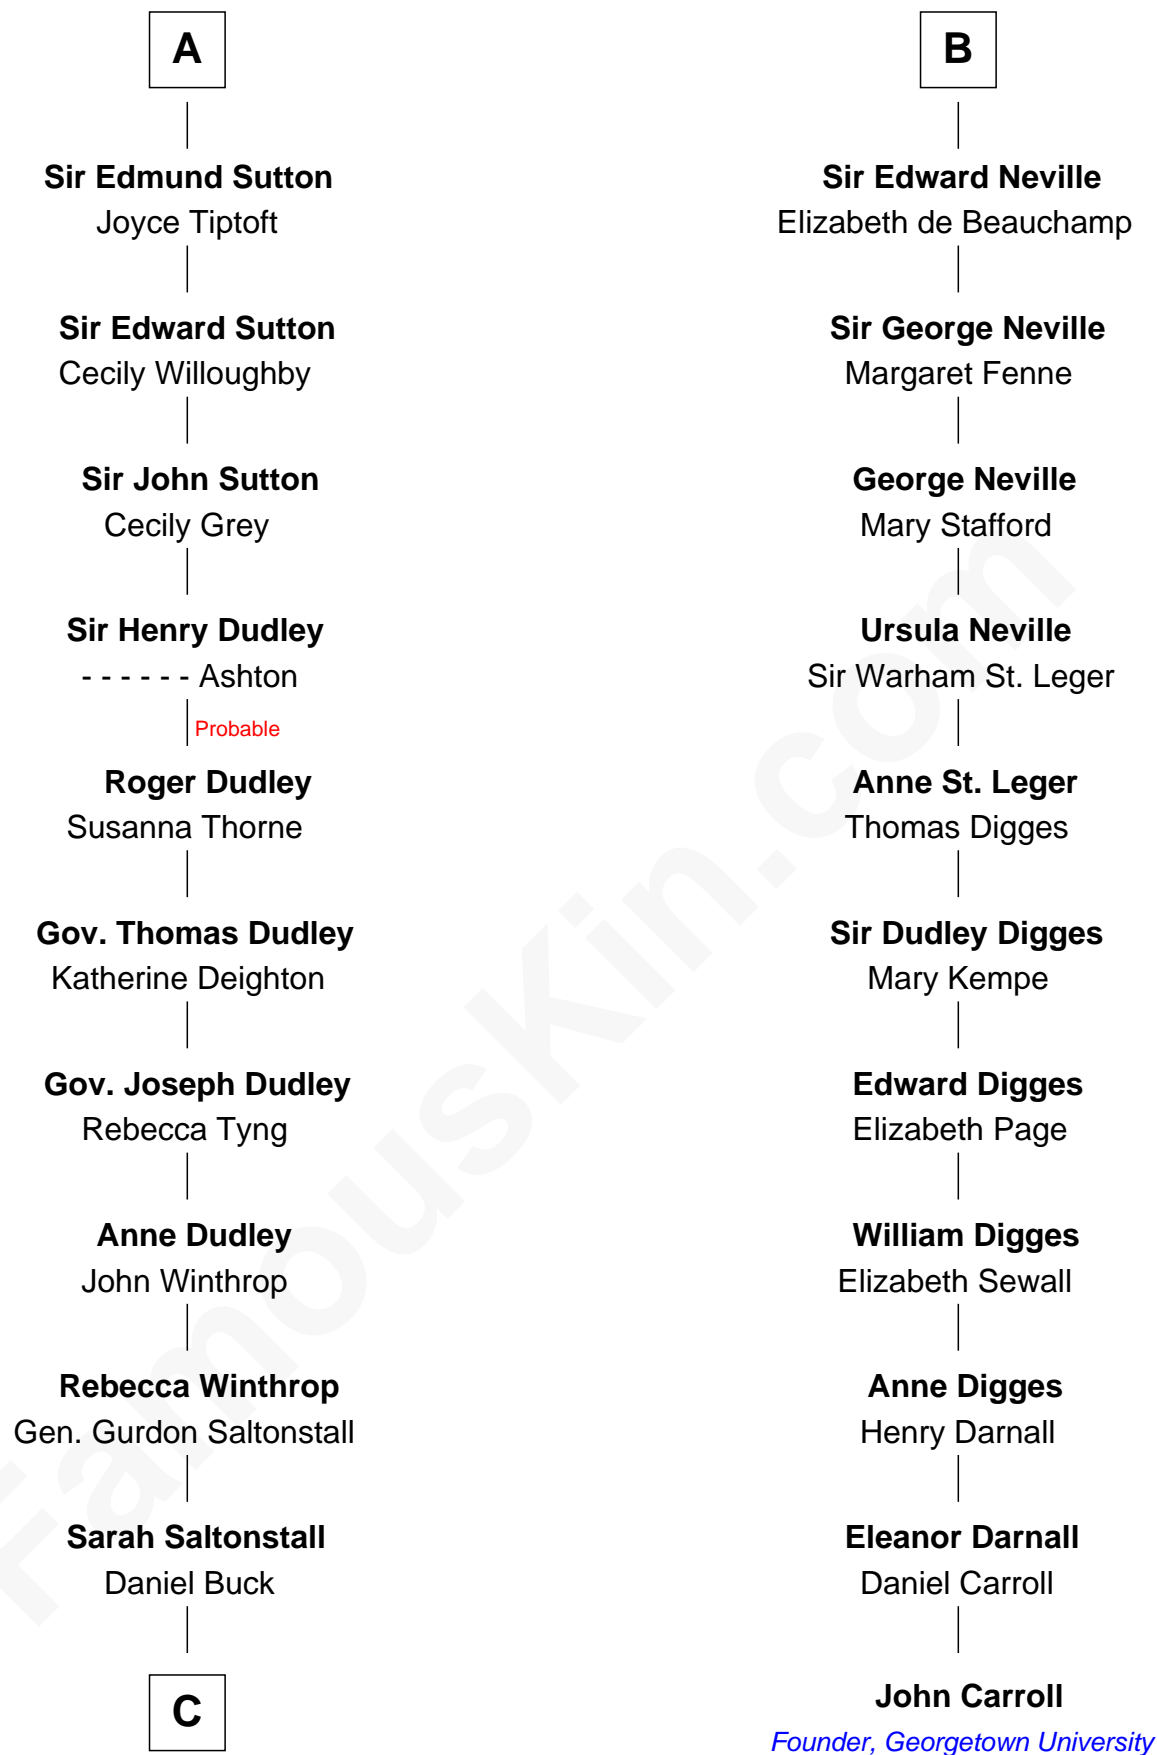 A
Sir Edmund Sutton
Joyce Tiptoft
Sir Edward Sutton
Cecily Willoughby
Sir John Sutton
Cecily Grey
Sir Henry Dudley
- - - - - - Ashton
Probable
Roger Dudley
Susanna Thorne
Gov. Thomas Dudley
Katherine Deighton
Gov. Joseph Dudley
Rebecca Tyng
Anne Dudley
John Winthrop
Rebecca Winthrop
Gen. Gurdon Saltonstall
Sarah Saltonstall
Daniel Buck
C
B
Sir Edward Neville
Elizabeth de Beauchamp
Sir George Neville
Margaret Fenne
George Neville
Mary Stafford
Ursula Neville
Sir Warham St. Leger
Anne St. Leger
Thomas Digges
Sir Dudley Digges
Mary Kempe
Edward Digges
Elizabeth Page
William Digges
Elizabeth Sewall
Anne Digges
Henry Darnall
Eleanor Darnall
Daniel Carroll
John Carroll
Founder, Georgetown University
FamousKin.com